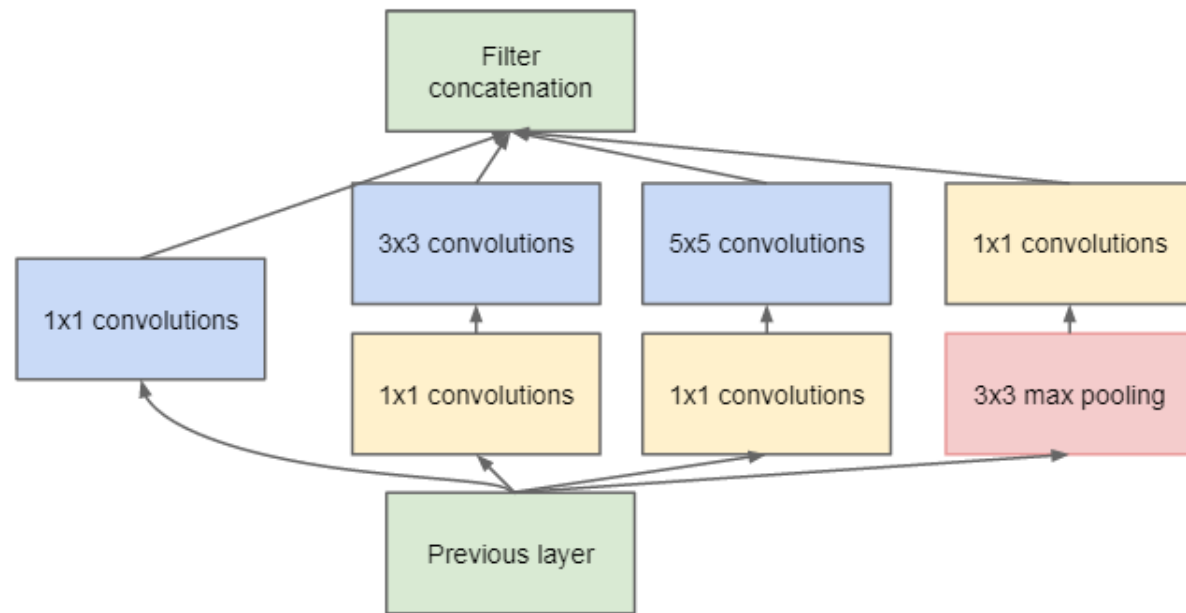 Filter
concatenation
3x3 convolutions
5x5 convolutions
1x1 convolutions
1x1 convolutions
1x1 convolutions
1x1 convolutions
3x3 max pooling
Previous layer